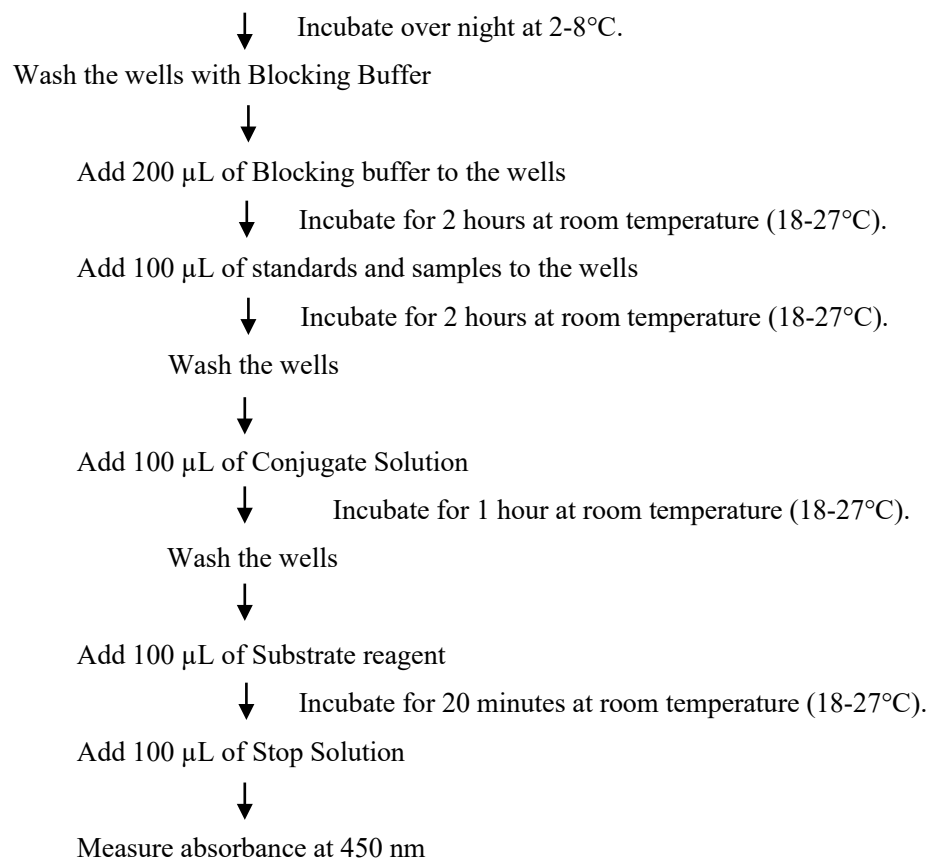 Incubate over night at 2-8°C.
Wash the wells with Blocking Buffer
Add 200 µL of Blocking buffer to the wells
Incubate for 2 hours at room temperature (18-27°C).
Add 100 µL of standards and samples to the wells
Incubate for 2 hours at room temperature (18-27°C).
Wash the wells
Add 100 µL of Conjugate Solution
Incubate for 1 hour at room temperature (18-27°C).
Wash the wells
Add 100 µL of Substrate reagent
Incubate for 20 minutes at room temperature (18-27°C).
Add 100 µL of Stop Solution
Measure absorbance at 450 nm